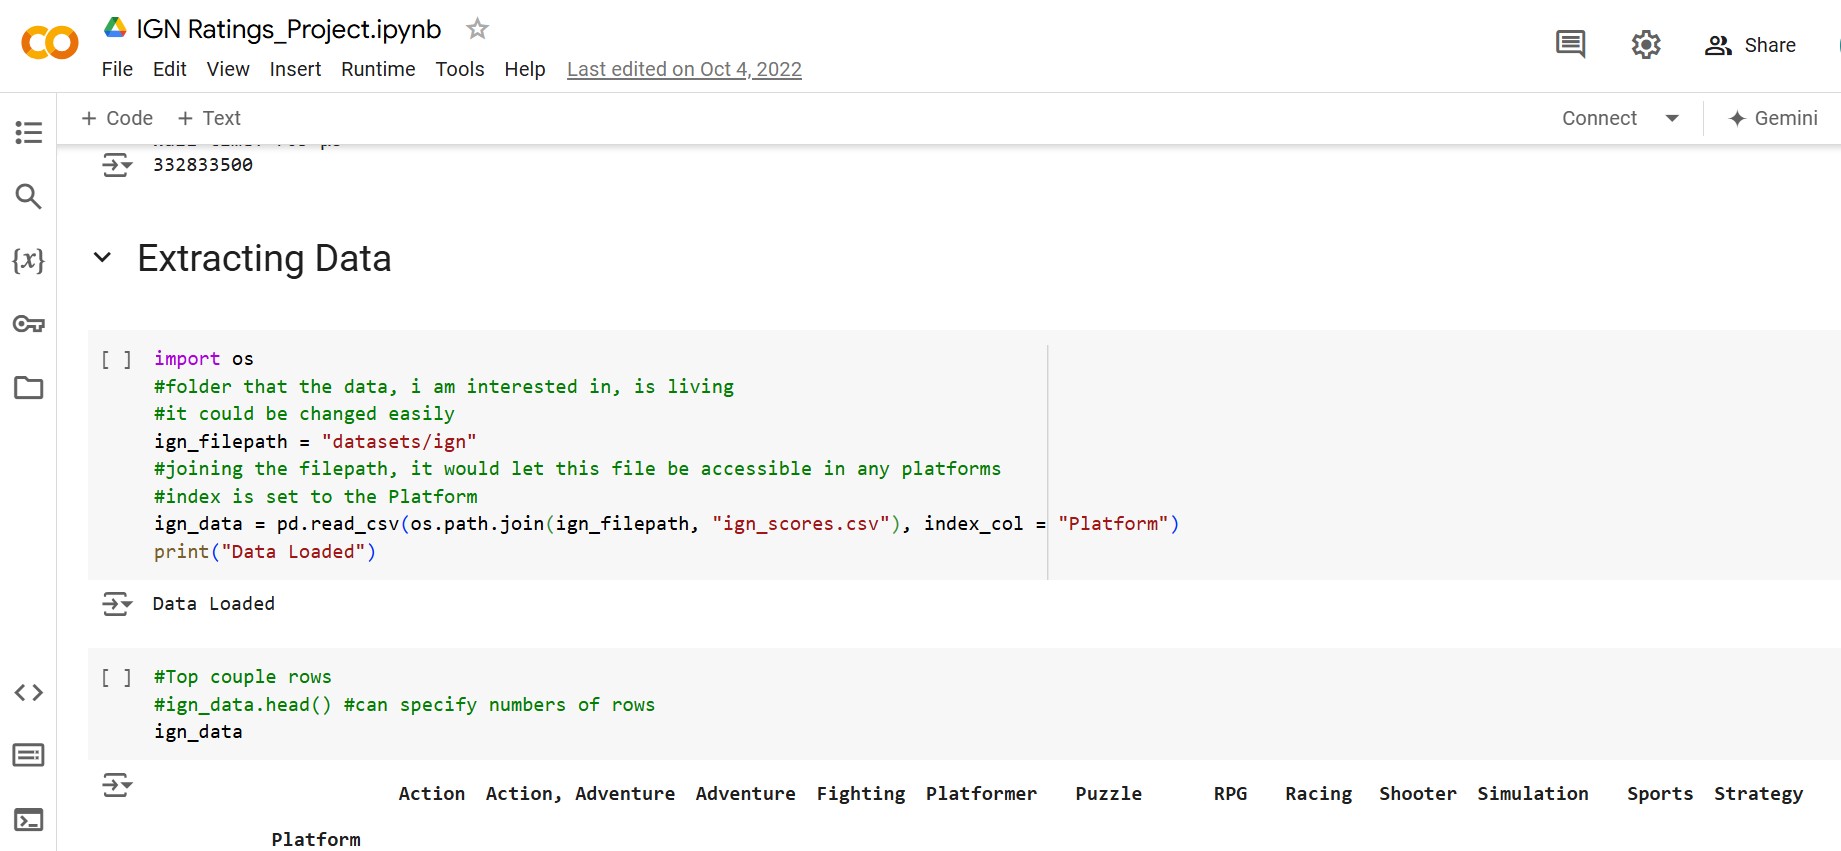 IGN Ratings_Project.ipynb
File Edit View Insert Runtime Tools Help Last edited on Oct 4, 2022
Share
+ Code + Text
Connect
Gemini
332833500
Extracting Data
[ ] import os
#folder that the data, i am interested in, is living
#it could be changed easily
ign_filepath = "datasets/ign"
#joining the filepath, it would let this file be accessible in any platforms
#index is set to the Platform
ign_data = pd.read_csv(os.path.join(ign_filepath, "ign_scores.csv"), index_col = "Platform")
print("Data Loaded")
Data Loaded
[ ] #Top couple rows
#ign_data.head() #can specify numbers of rows
ign_data
Action Action, Adventure Adventure Fighting Platformer Puzzle RPG Racing Shooter Simulation Sports Strategy
Platform